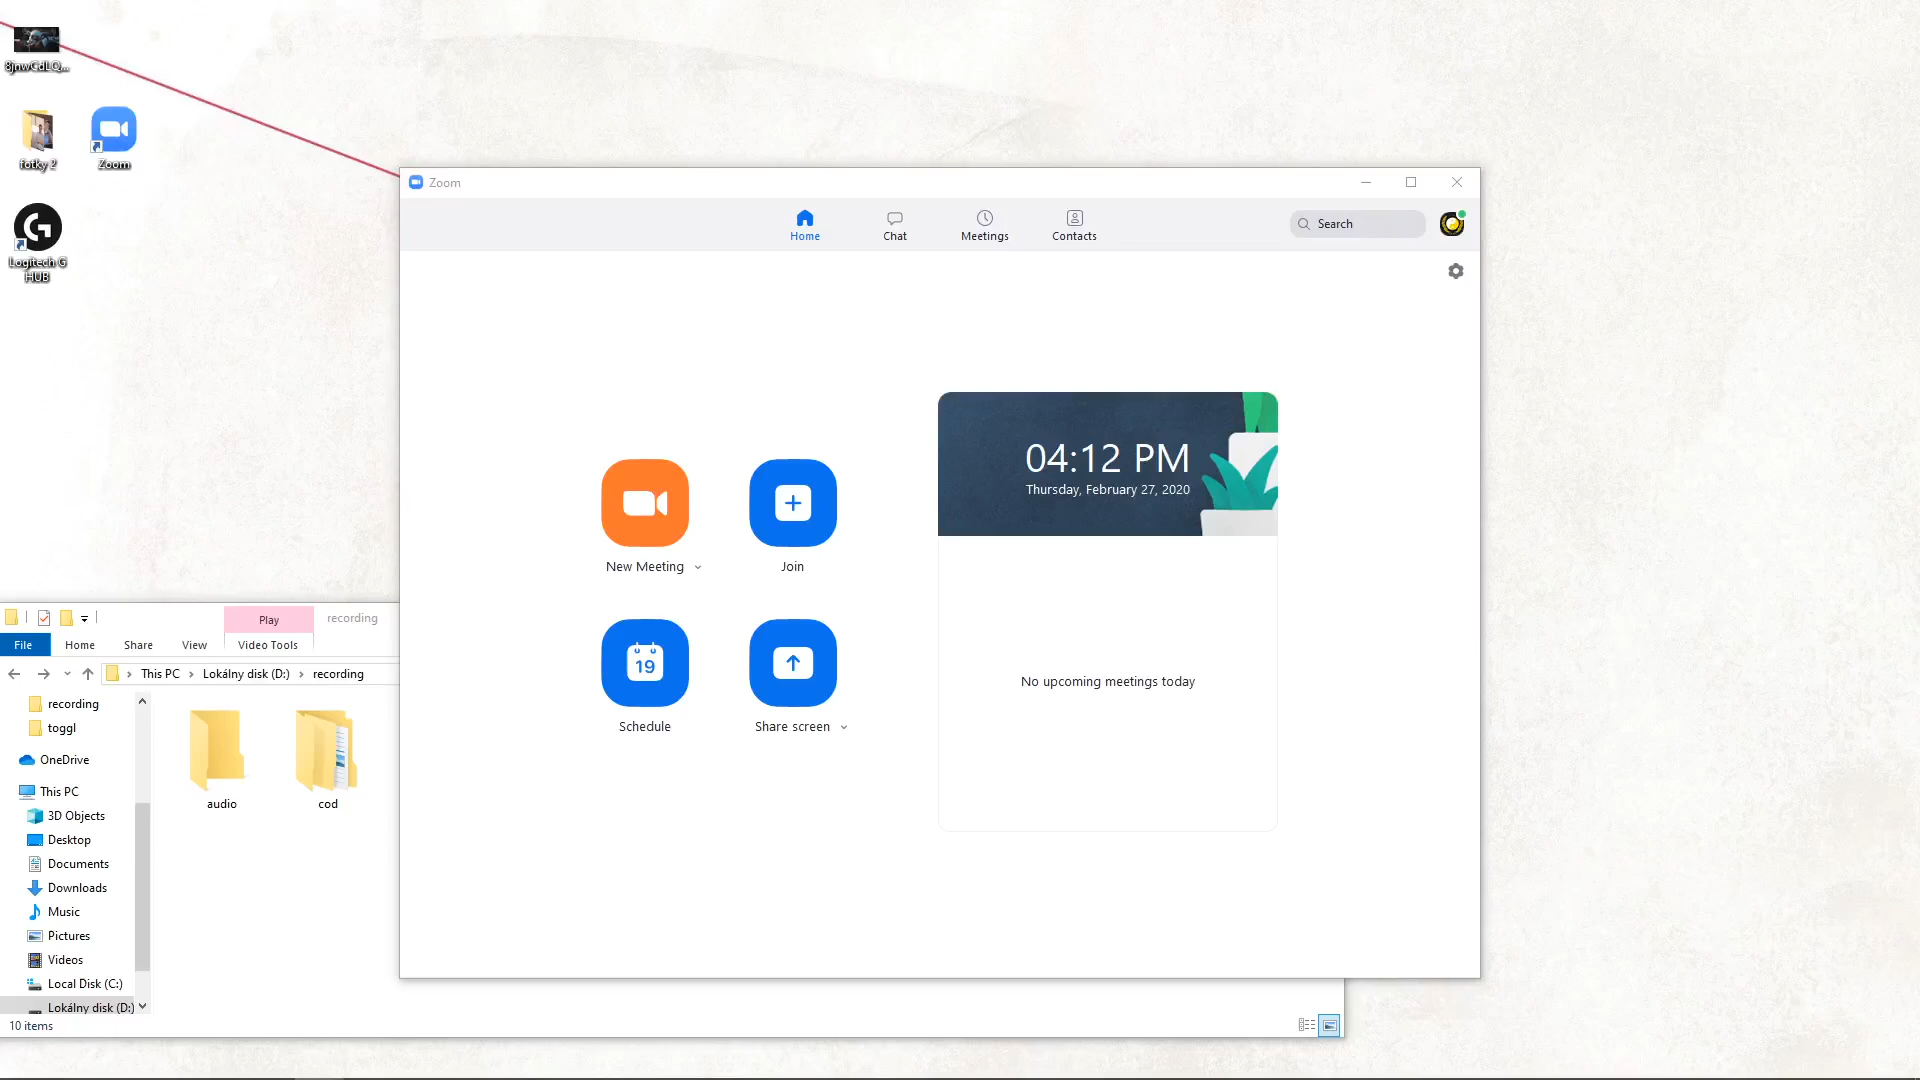 8jnwCdLQ...
fotky 2
Zoom
Logitech G
HUB
Zoom
Home
Chat
Meetings
Contacts
Search
04:12 PM
Thursday, February 27, 2020
New Meeting
Join
19
Schedule
Share screen
No upcoming meetings today
Play
recording
File
Home
Share
View
Video Tools
This PC
Lokálny disk (D:)
recording
recording
toggl
OneDrive
This PC
3D Objects
Desktop
Documents
Downloads
Music
Pictures
Videos
Local Disk (C:)
Lokálny disk (D:)
audio
cod
10 items